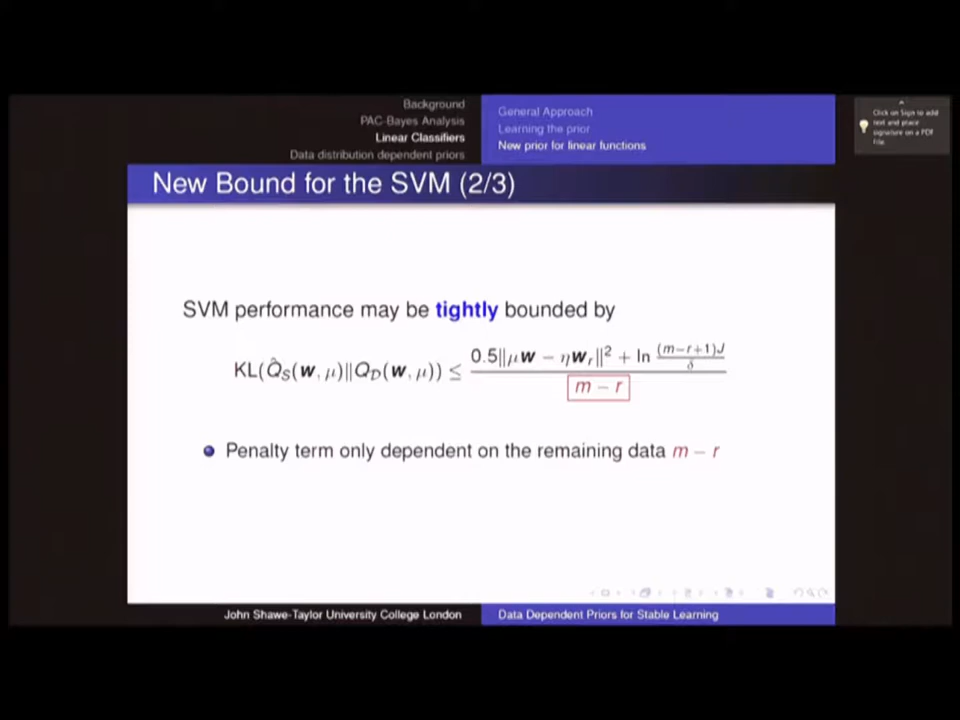 Background
PAC-Bayes Analysis
Linear Classifiers
Data distribution dependent priors
General Approach
Learning the prior
New prior for linear functions
Click on Sign to add
text and place
signature on a PDF
File.
New Bound for the SVM (2/3)
SVM performance may be tightly bounded by
KL(Q̂_S(w, μ)‖Q_D(w, μ)) ≤ (0.5‖μw − ηw_r‖² + ln ((m−r+1)J / δ)) / (m − r)
Penalty term only dependent on the remaining data m − r
John Shawe-Taylor University College London
Data Dependent Priors for Stable Learning